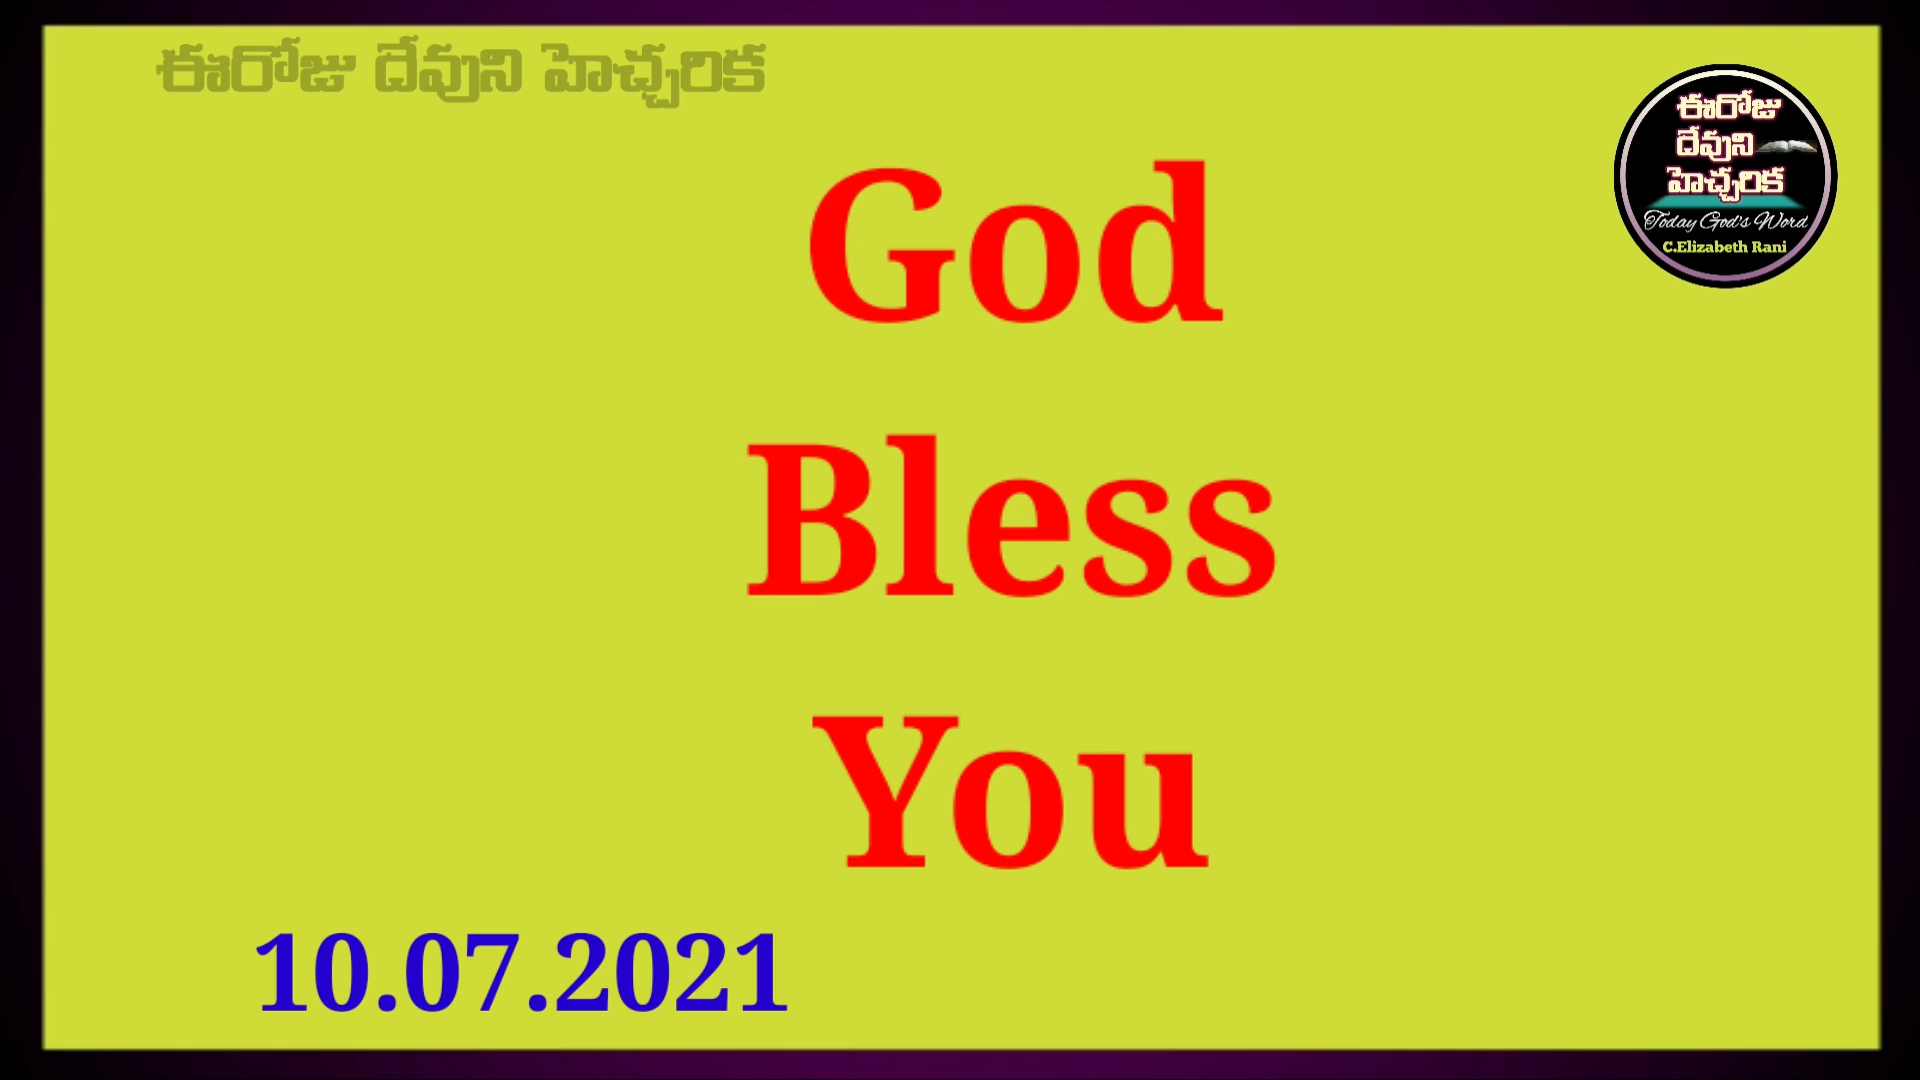 ఈరోజు దేవుని హెచ్చరిక
ఈరోజు
దేవుని
హెచ్చరిక
Today God's Word
C.Elizabeth Rani
God
Bless
You
10.07.2021